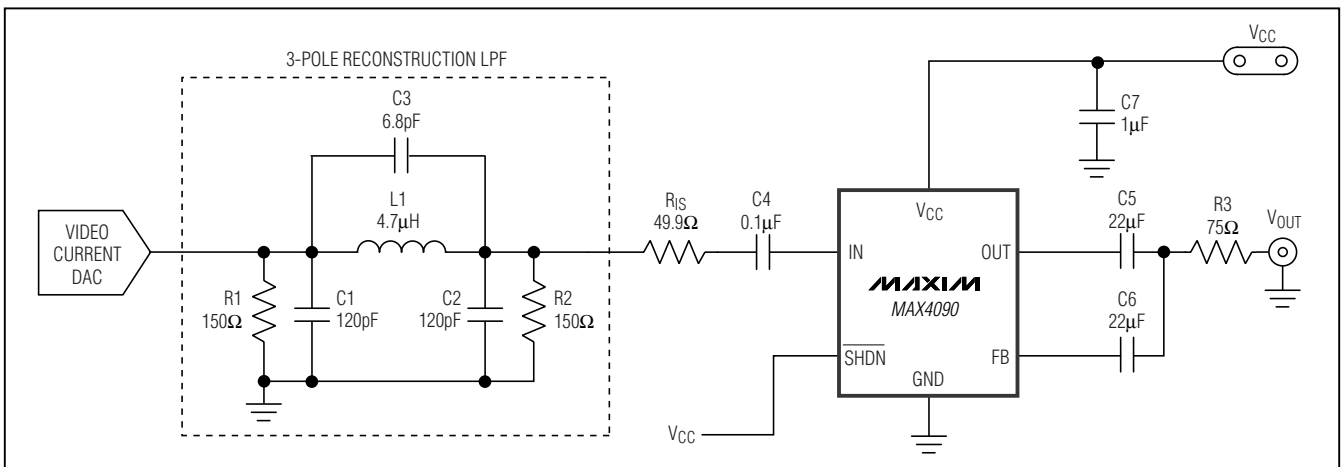 3-POLE RECONSTRUCTION LPF
VCC
C3
6.8pF
C7
1µF
L1
4.7µH
RIS
49.9Ω
C4
0.1µF
VCC
C5
22µF
R3
75Ω
VOUT
VIDEO
CURRENT
DAC
IN
OUT
MAXIM
MAX4090
R1
150Ω
C1
120pF
C2
120pF
R2
150Ω
C6
22µF
SHDN
FB
GND
VCC